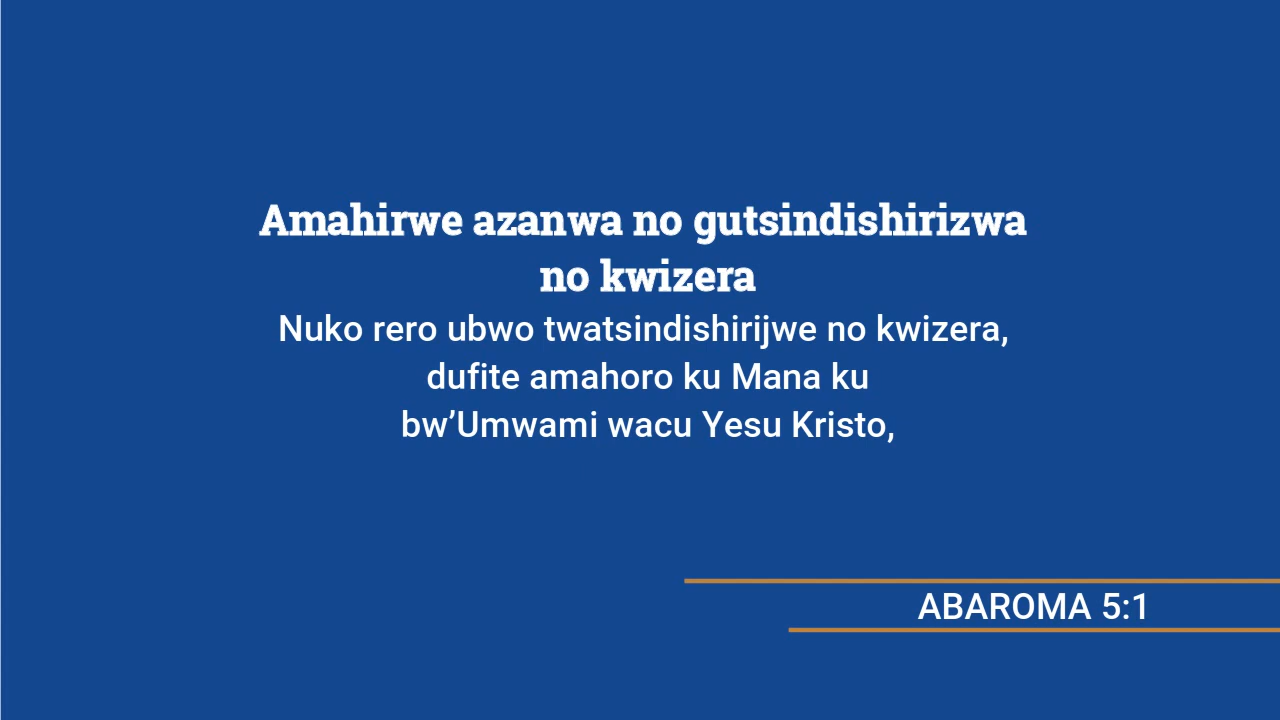 Amahirwe azanwa no gutsindishirizwa
no kwizera
Nuko rero ubwo twatsindishirijwe no kwizera,
dufite amahoro ku Mana ku
bw’Umwami wacu Yesu Kristo,
ABAROMA 5:1